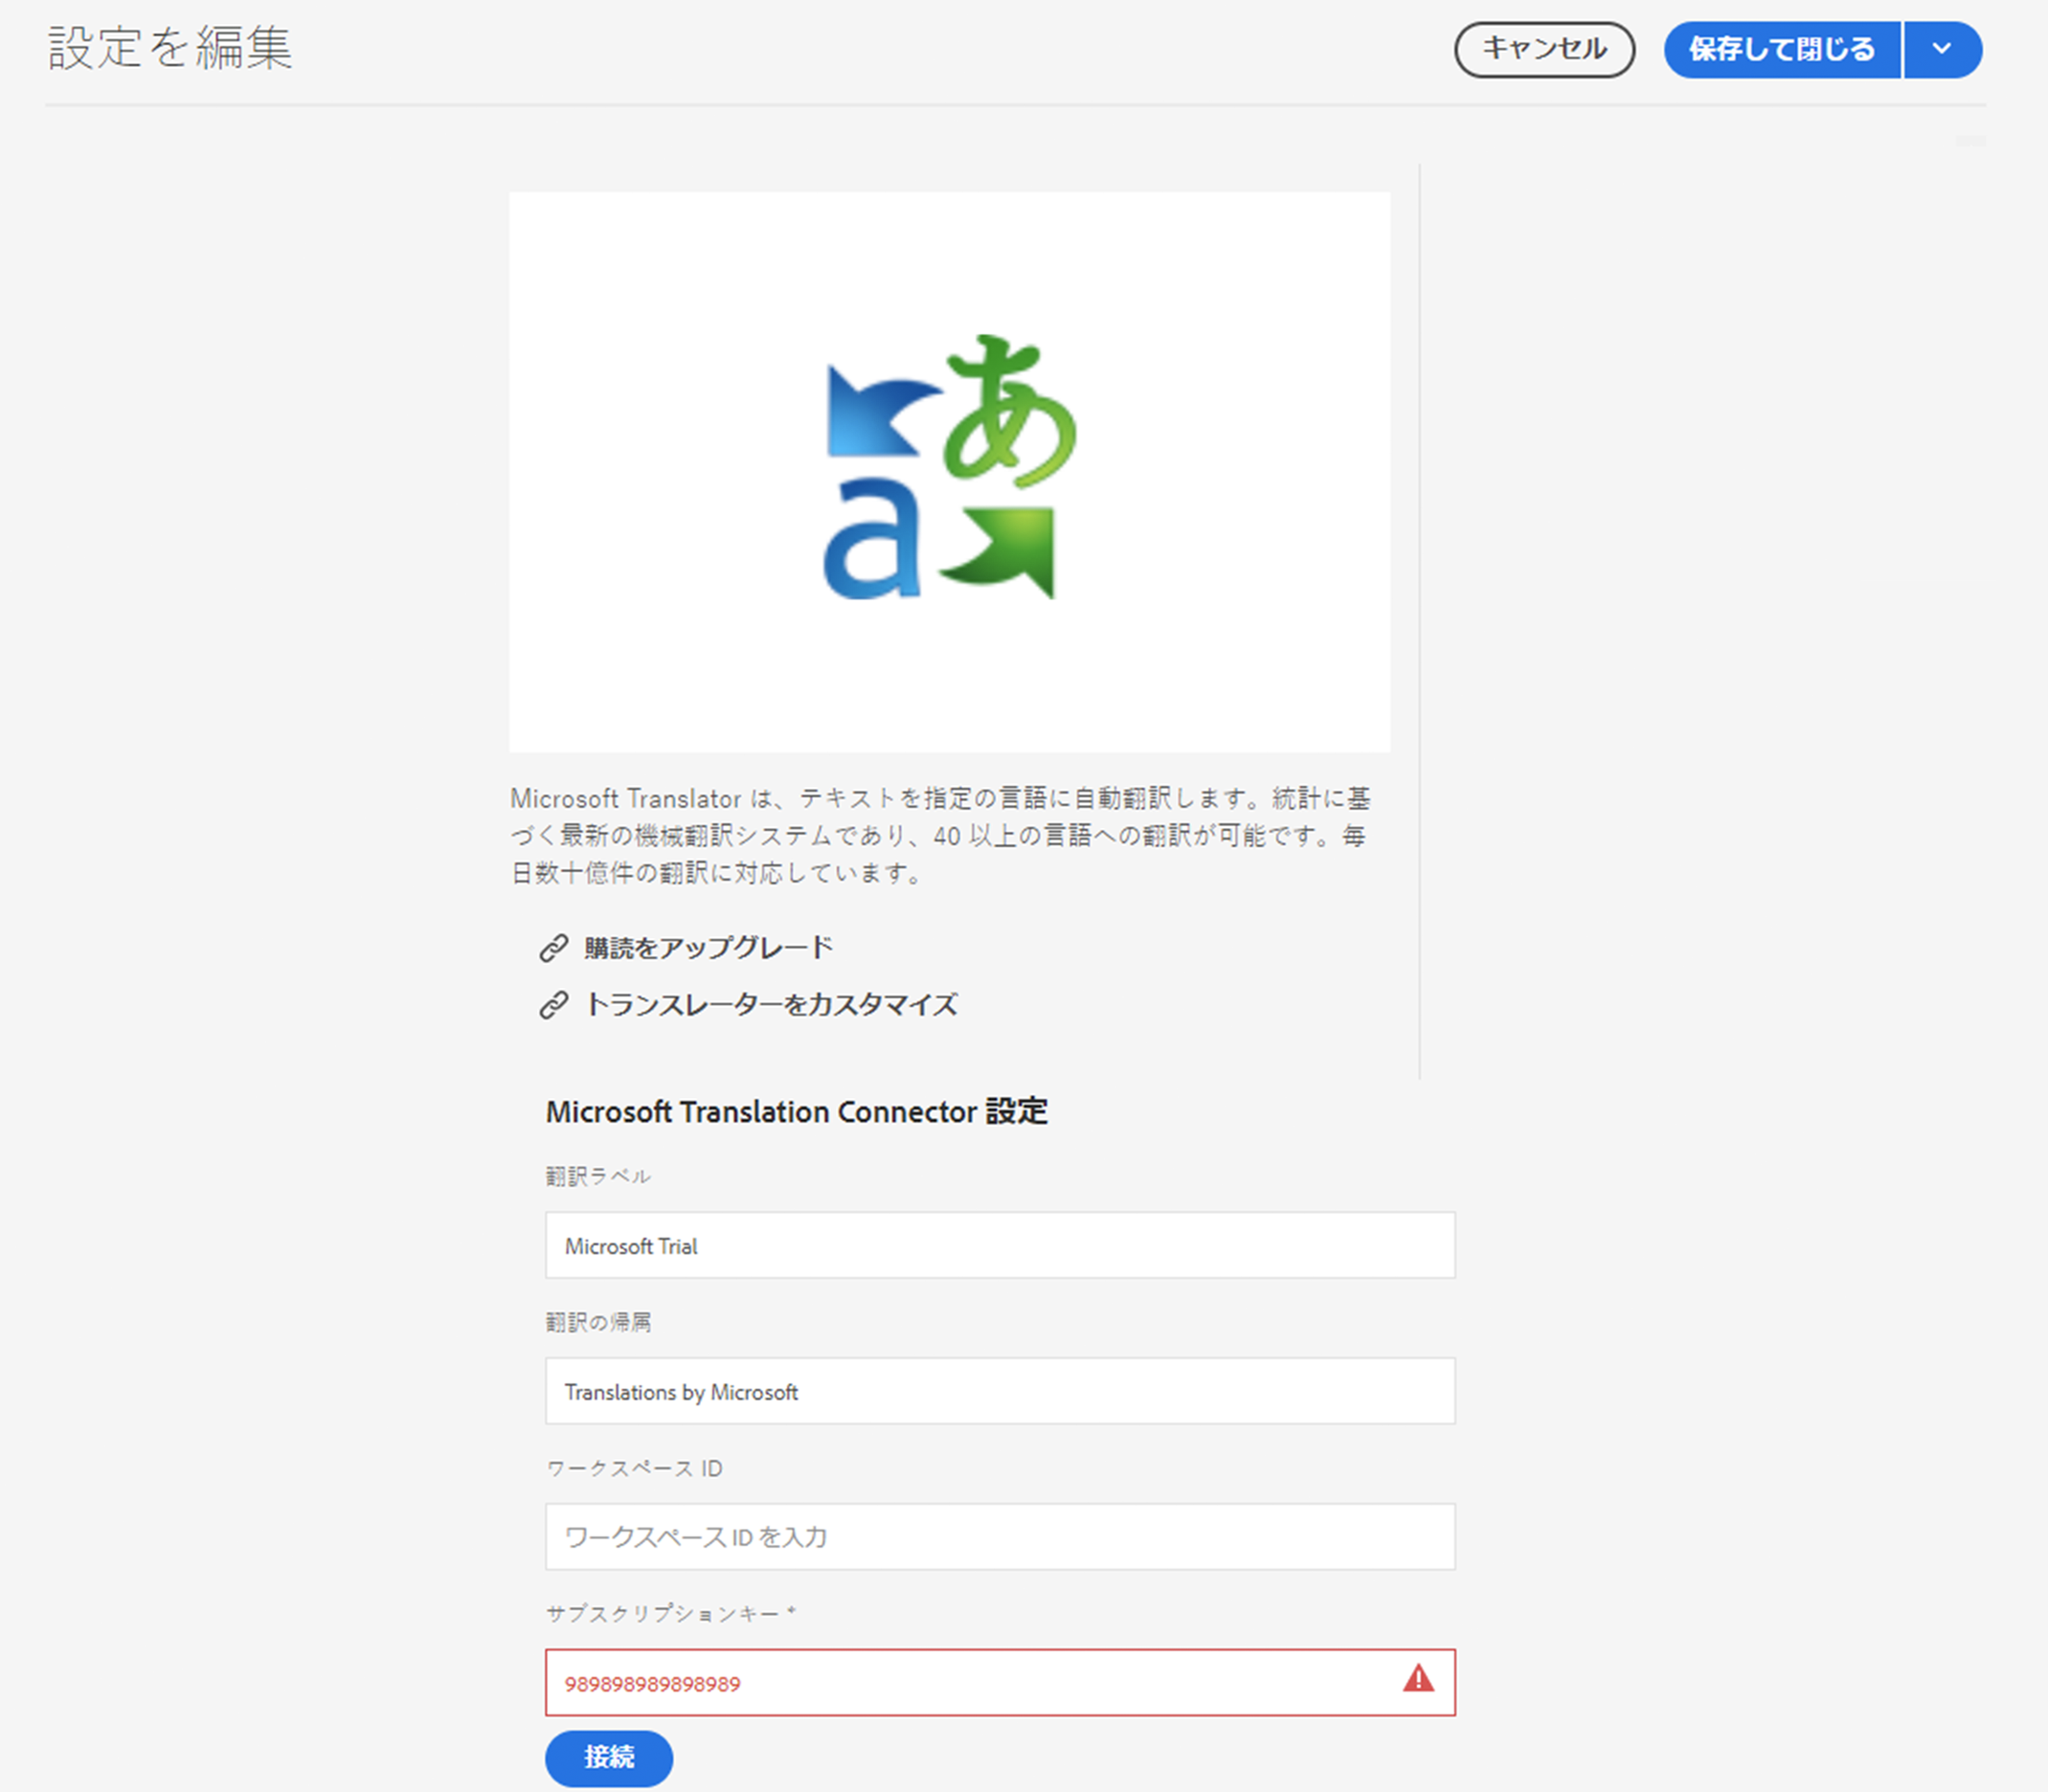 設定を編集
キャンセル
保存して閉じる
あ
a
Microsoft Translator は、テキストを指定の言語に自動翻訳します。統計に基
づく最新の機械翻訳システムであり、40 以上の言語への翻訳が可能です。毎
日数十億件の翻訳に対応しています。
購読をアップグレード
トランスレーターをカスタマイズ
Microsoft Translation Connector 設定
翻訳ラベル
Microsoft Trial
翻訳の帰属
Translations by Microsoft
ワークスペース ID
ワークスペース ID を入力
サブスクリプションキー *
989898989898989
接続